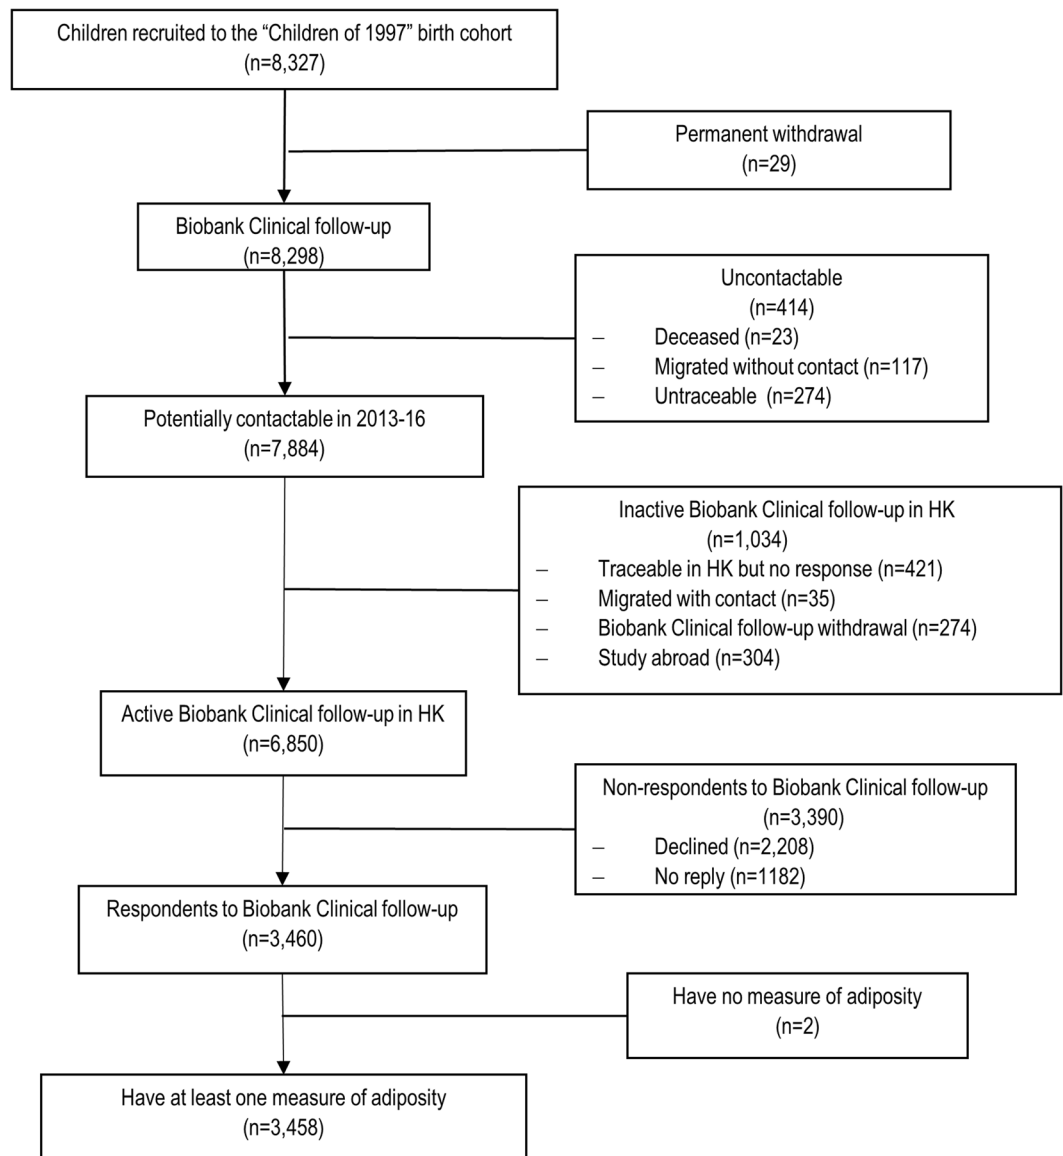 Children recruited to the “Children of 1997” birth cohort
(n=8,327)
Permanent withdrawal
(n=29)
Biobank Clinical follow-up
(n=8,298)
Uncontactable
(n=414)
– Deceased (n=23)
– Migrated without contact (n=117)
– Untraceable (n=274)
Potentially contactable in 2013-16
(n=7,884)
Inactive Biobank Clinical follow-up in HK
(n=1,034)
– Traceable in HK but no response (n=421)
– Migrated with contact (n=35)
– Biobank Clinical follow-up withdrawal (n=274)
– Study abroad (n=304)
Active Biobank Clinical follow-up in HK
(n=6,850)
Non-respondents to Biobank Clinical follow-up
(n=3,390)
– Declined (n=2,208)
– No reply (n=1182)
Respondents to Biobank Clinical follow-up
(n=3,460)
Have no measure of adiposity
(n=2)
Have at least one measure of adiposity
(n=3,458)